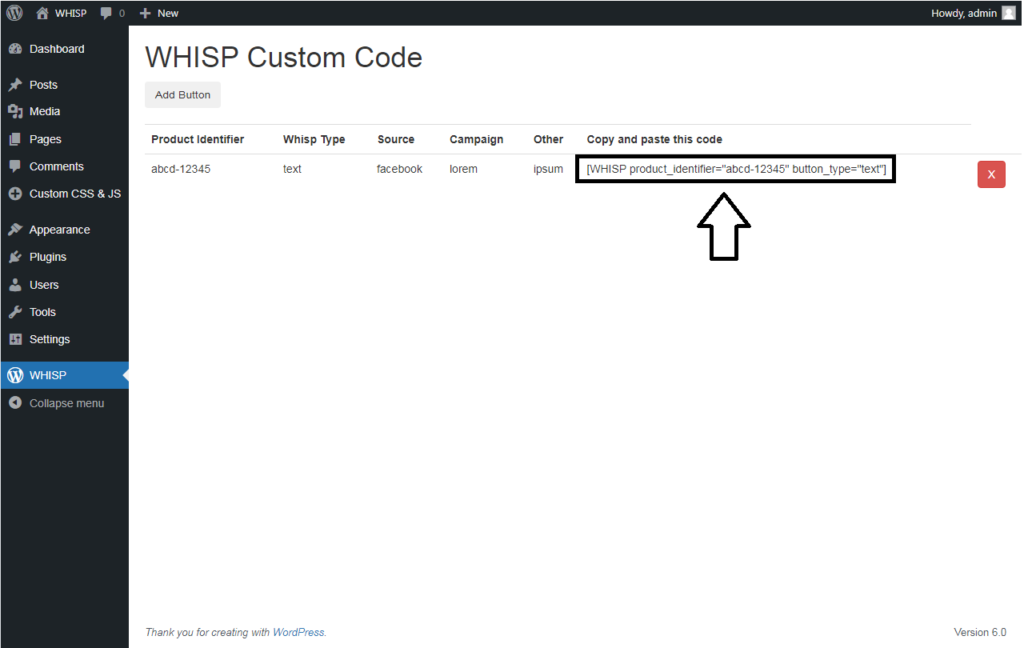 WHISP 0 New Howdy, admin
Dashboard
Posts
Media
Pages
Comments
Custom CSS & JS
Appearance
Plugins
Users
Tools
Settings
WHISP
Collapse menu
WHISP Custom Code
Add Button
Product Identifier Whisp Type Source Campaign Other Copy and paste this code
abcd-12345 text facebook lorem ipsum [WHISP product_identifier="abcd-12345" button_type="text"] X
Thank you for creating with WordPress. Version 6.0